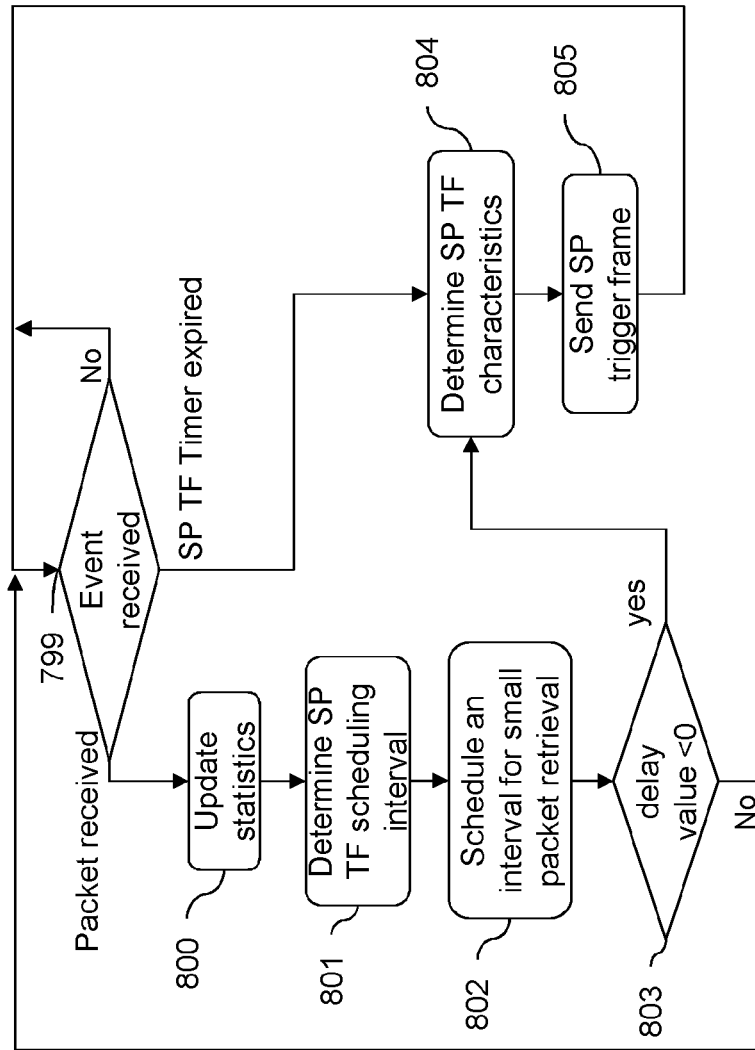 799
Event
received
No
Packet received
SP TF Timer expired
800
Update
statistics
801
Determine SP
TF scheduling
interval
802
Schedule an
interval for small
packet retrieval
803
delay
value <0
yes
No
804
Determine SP TF
characteristics
805
Send SP
trigger frame